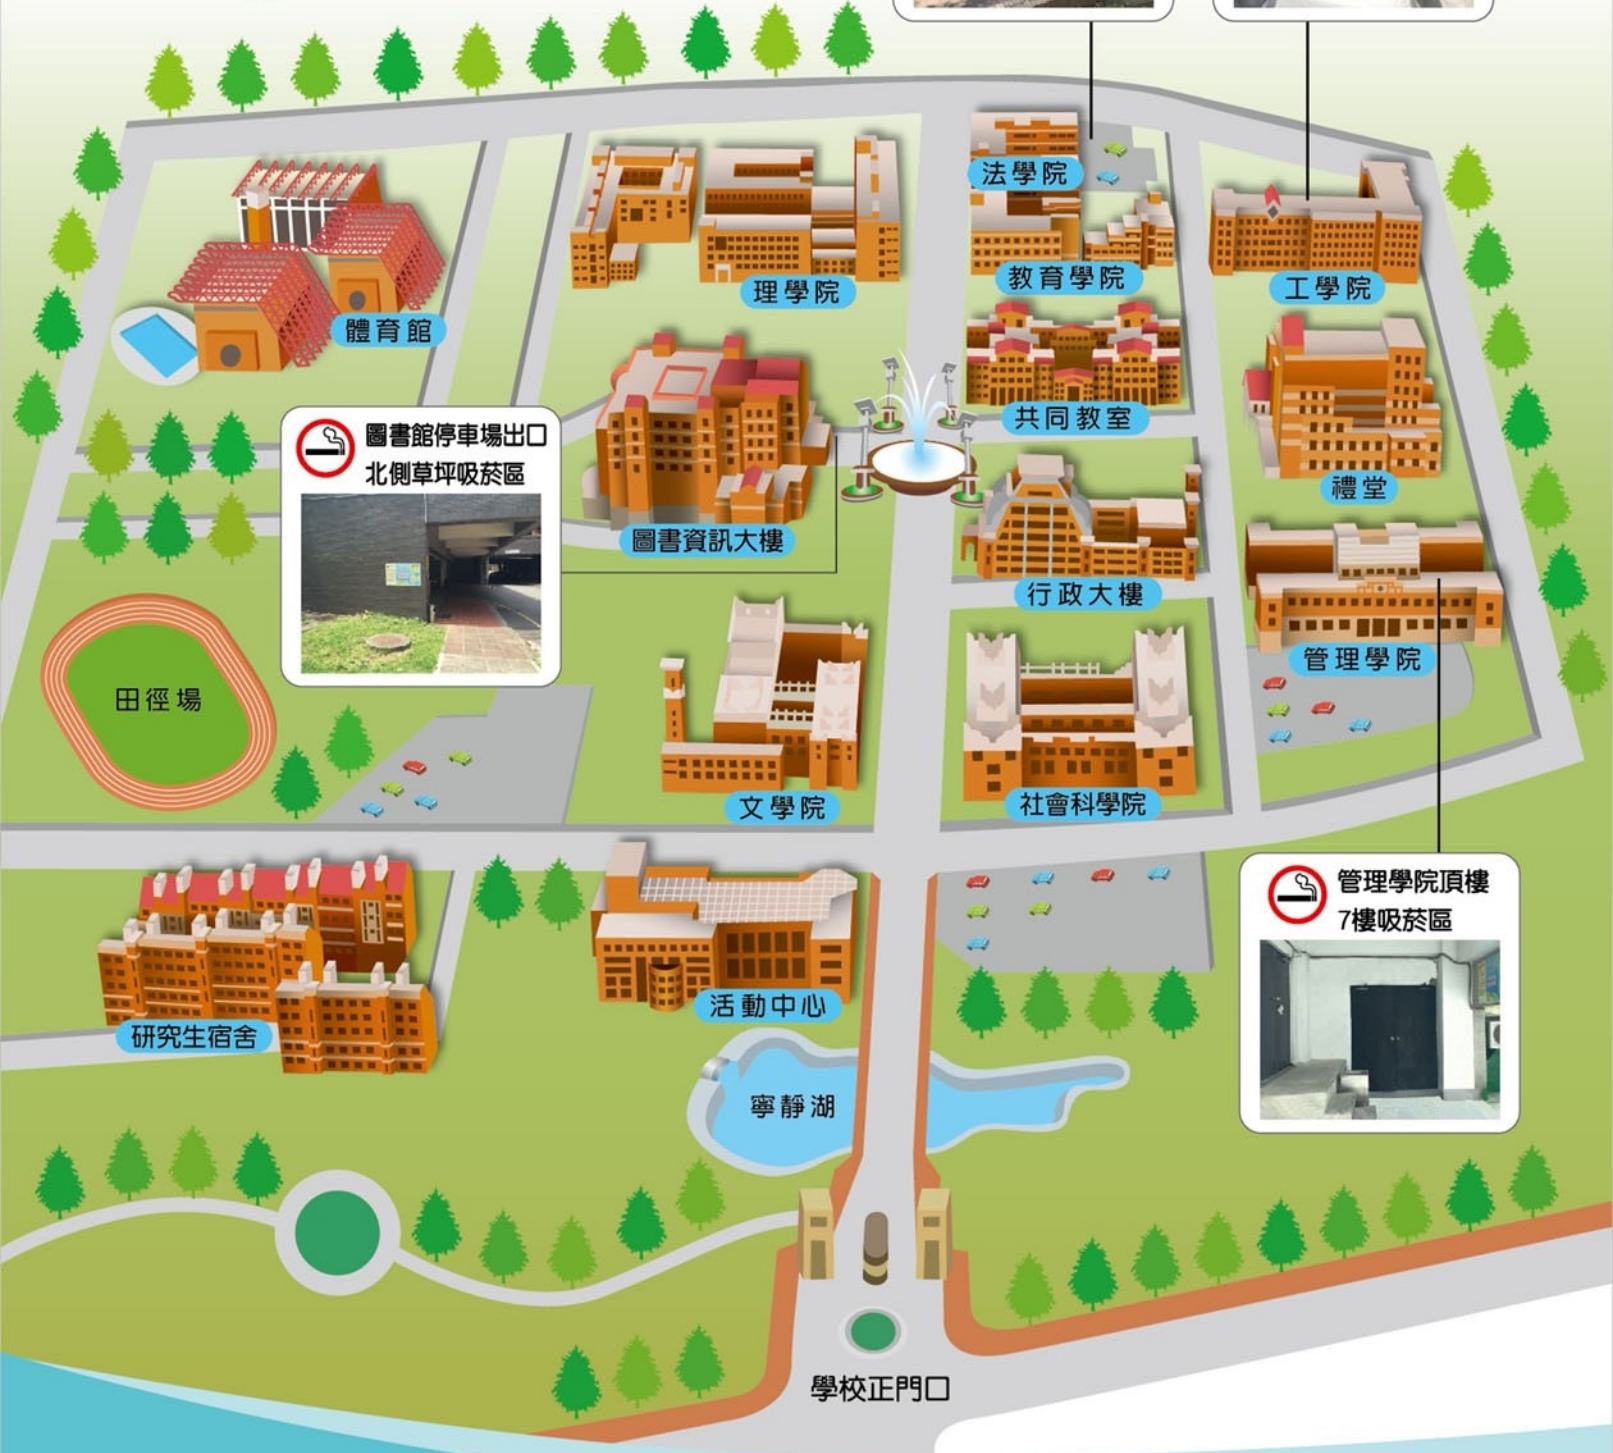 法學院
教育學院
理學院
工學院
體育館
共同教室
圖書館停車場出口
北側草坪吸菸區
禮堂
圖書資訊大樓
行政大樓
管理學院
田徑場
文學院
社會科學院
管理學院頂樓
7樓吸菸區
活動中心
研究生宿舍
寧靜湖
學校正門口